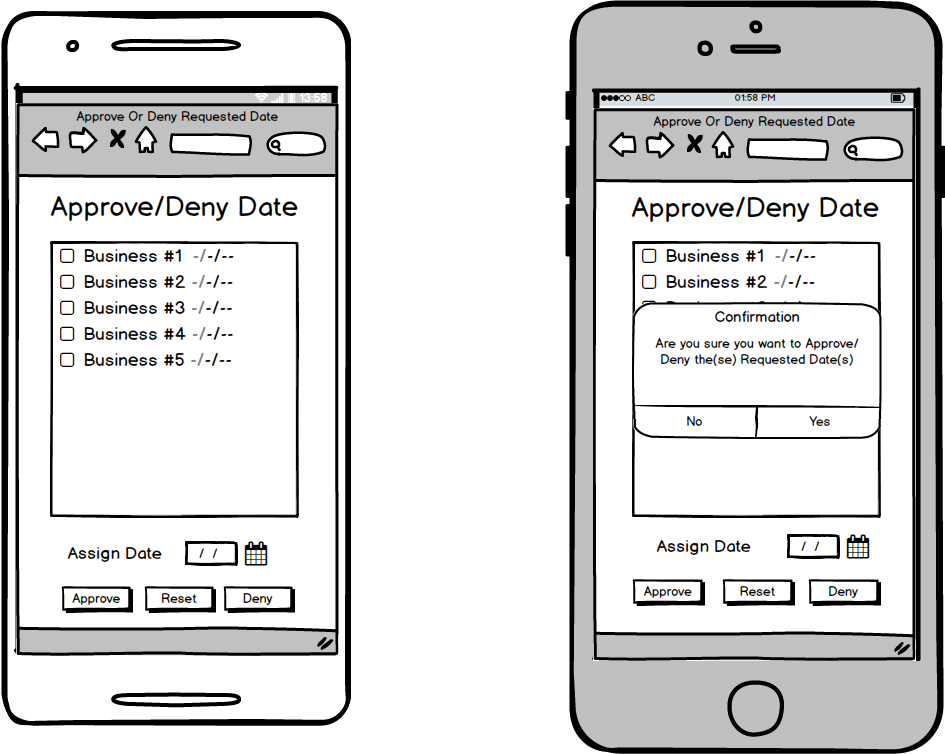 13:58
Approve Or Deny Requested Date
Approve/Deny Date
Business #1 -/-/--
Business #2 -/-/--
Business #3 -/-/--
Business #4 -/-/--
Business #5 -/-/--
Assign Date / /
Approve Reset Deny
ABC 01:58 PM
Approve Or Deny Requested Date
Approve/Deny Date
Business #1 -/-/--
Business #2 -/-/--
Confirmation
Are you sure you want to Approve/
Deny the(se) Requested Date(s)
No Yes
Assign Date / /
Approve Reset Deny